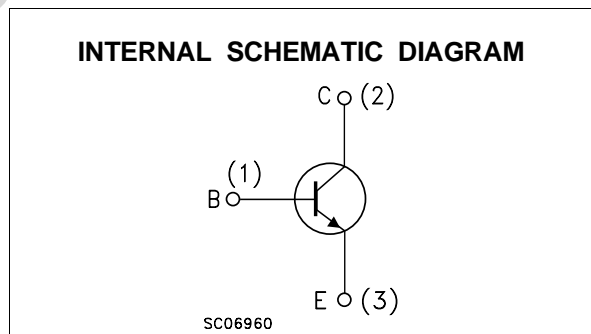 INTERNAL SCHEMATIC DIAGRAM
C (2)
(1)
B
E (3)
SC06960